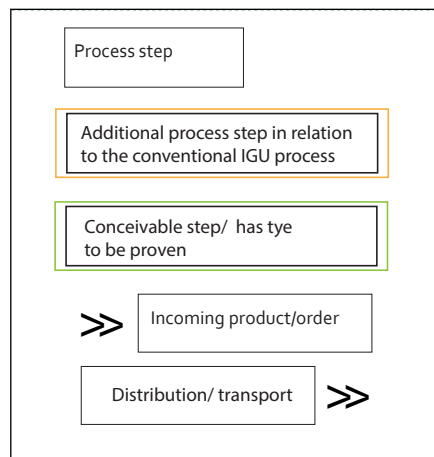 Process step
Additional process step in relation
to the conventional IGU process
Conceivable step/ has tye
to be proven
>> Incoming product/order
Distribution/ transport >>